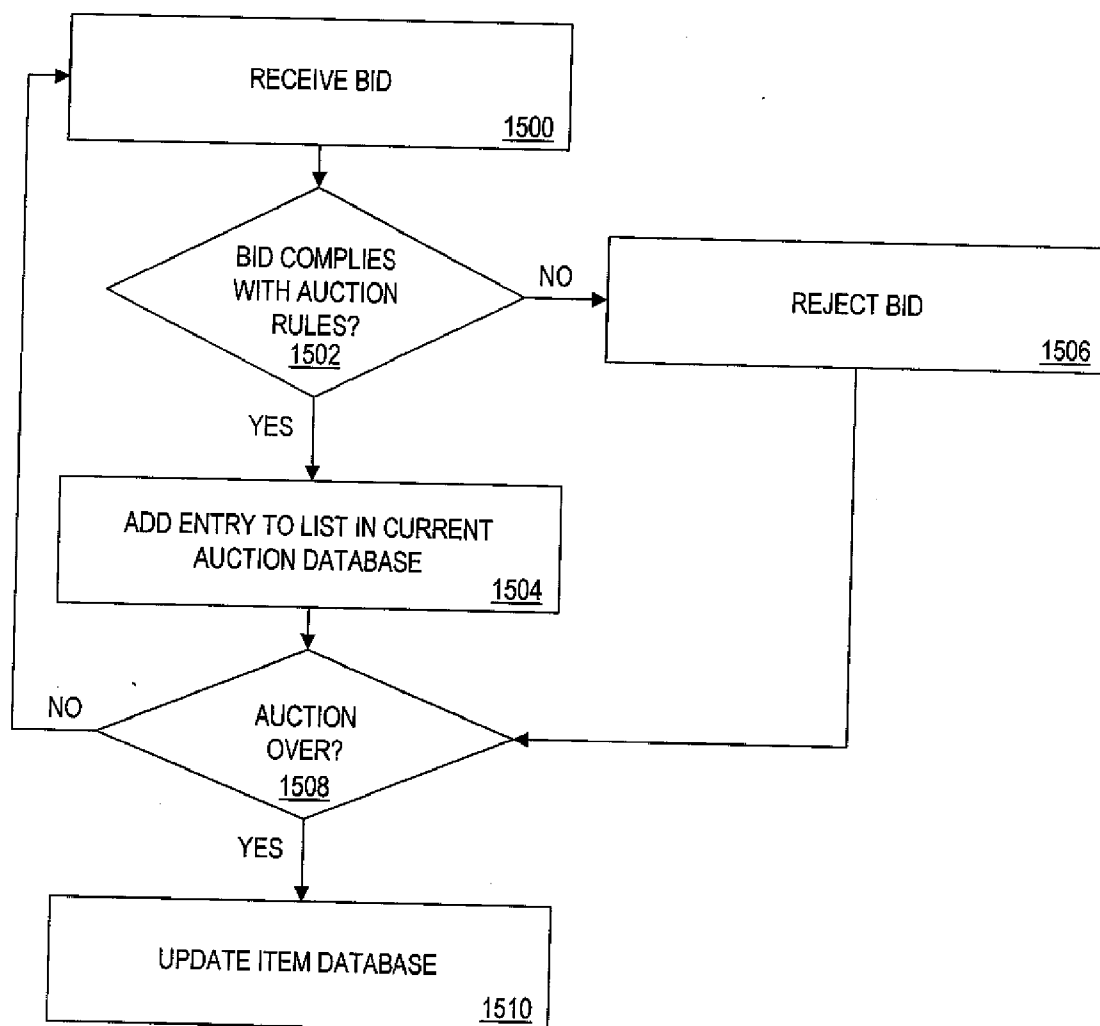 RECEIVE BID
1500
BID COMPLIES
WITH AUCTION
RULES?
1502
NO
REJECT BID
1506
YES
ADD ENTRY TO LIST IN CURRENT
AUCTION DATABASE
1504
NO
AUCTION
OVER?
1508
YES
UPDATE ITEM DATABASE
1510